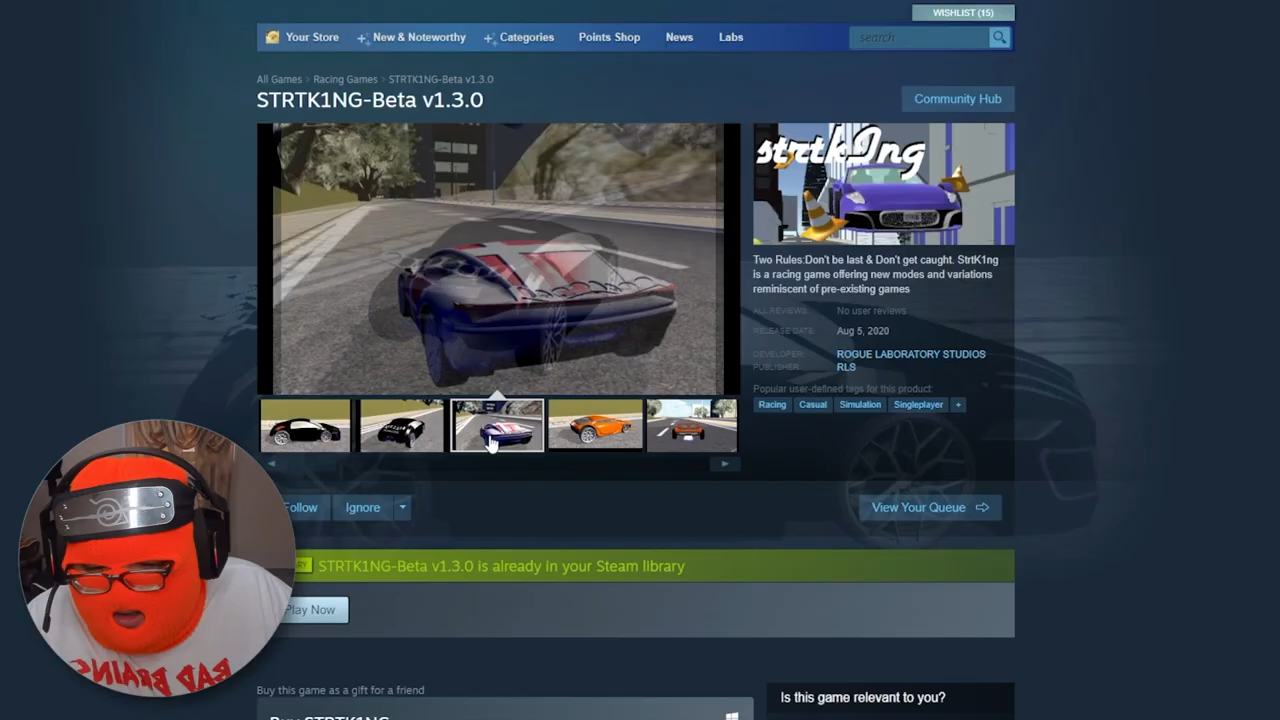 WISHLIST (15)
Your Store
New & Noteworthy
Categories
Points Shop
News
Labs
search
All Games > Racing Games > STRTK1NG-Beta v1.3.0
STRTK1NG-Beta v1.3.0
Community Hub
strtk1ng
Two Rules:Don't be last & Don't get caught. StrtK1ng
is a racing game offering new modes and variations
reminiscent of pre-existing games
ALL REVIEWS: No user reviews
RELEASE DATE: Aug 5, 2020
DEVELOPER: ROGUE LABORATORY STUDIOS
PUBLISHER: RLS
Popular user-defined tags for this product:
Racing Casual Simulation Singleplayer +
Follow Ignore
View Your Queue
STRTK1NG-Beta v1.3.0 is already in your Steam library
Play Now
Buy this game as a gift for a friend
Is this game relevant to you?
Buy STRTK1NG
BAD BRAINS